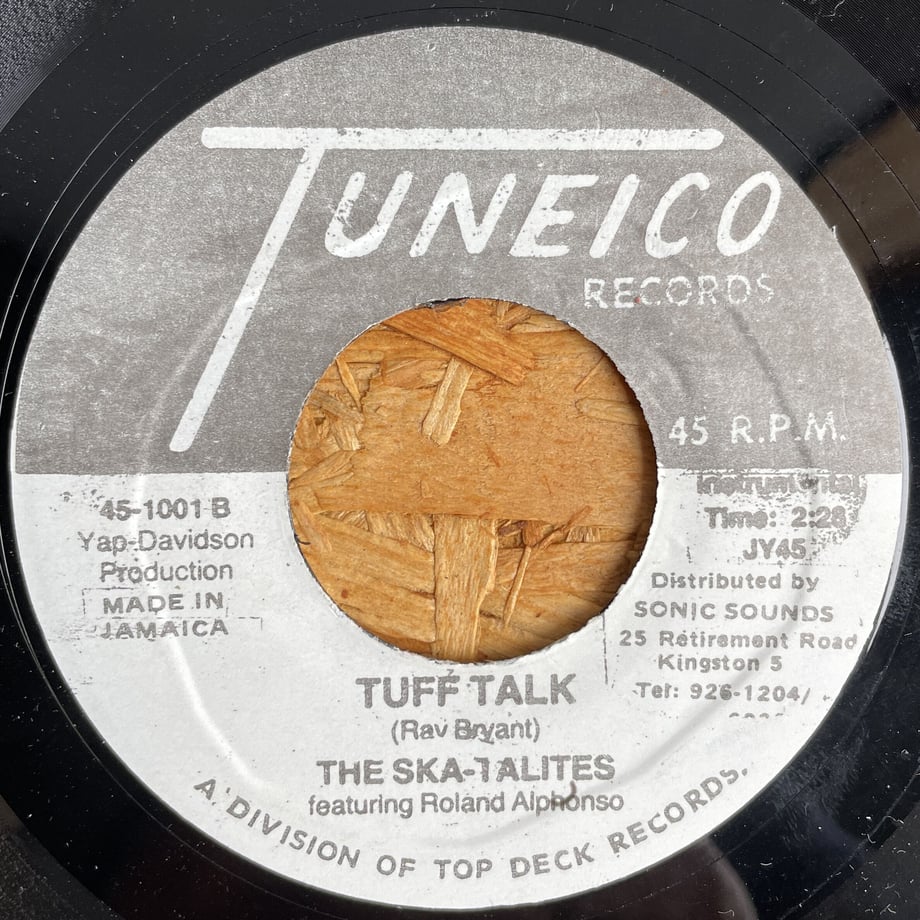 TUNEICO
RECORDS
45 R.P.M.
45-1001 B
Yap-Davidson
Production
MADE IN
JAMAICA
Instrumental
Time: 2:28
JY45
Distributed by
SONIC SOUNDS
25 Retirement Road
Kingston 5
Tel: 926-1204/
TUFF TALK
(Ray Bryant)
THE SKA-TALITES
featuring Roland Alphonso
A DIVISION OF TOP DECK RECORDS.